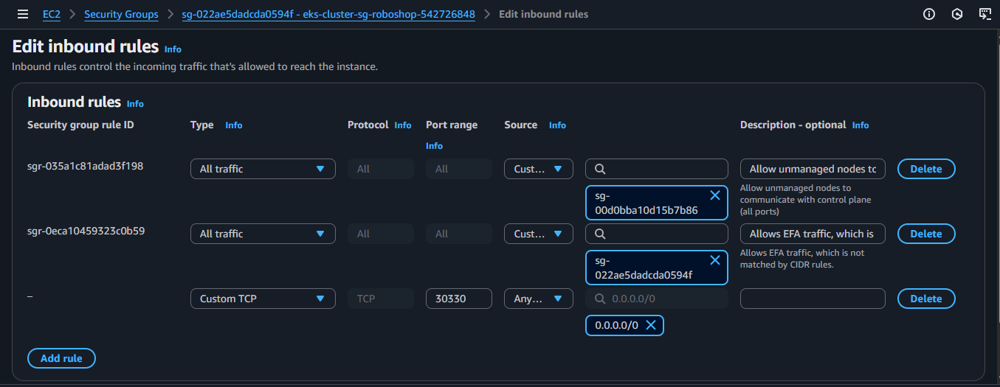 EC2 > Security Groups > sg-022ae5dadcda0594f - eks-cluster-sg-roboshop-542726848 > Edit inbound rules
Edit inbound rules Info
Inbound rules control the incoming traffic that's allowed to reach the instance.
Inbound rules Info
Security group rule ID Type Info Protocol Info Port range Source Info Description - optional Info
Info
sgr-035a1c81adad3f198 All traffic All All Cust... Allow unmanaged nodes to Delete
sg-
00d0bba10d15b7b86
Allow unmanaged nodes to
communicate with control plane
(all ports)
sgr-0eca10459323c0b59 All traffic All All Cust... Allows EFA traffic, which is Delete
sg-
022ae5dadcda0594f
Allows EFA traffic, which is not
matched by CIDR rules.
– Custom TCP TCP 30330 Any... 0.0.0.0/0 Delete
0.0.0.0/0
Add rule